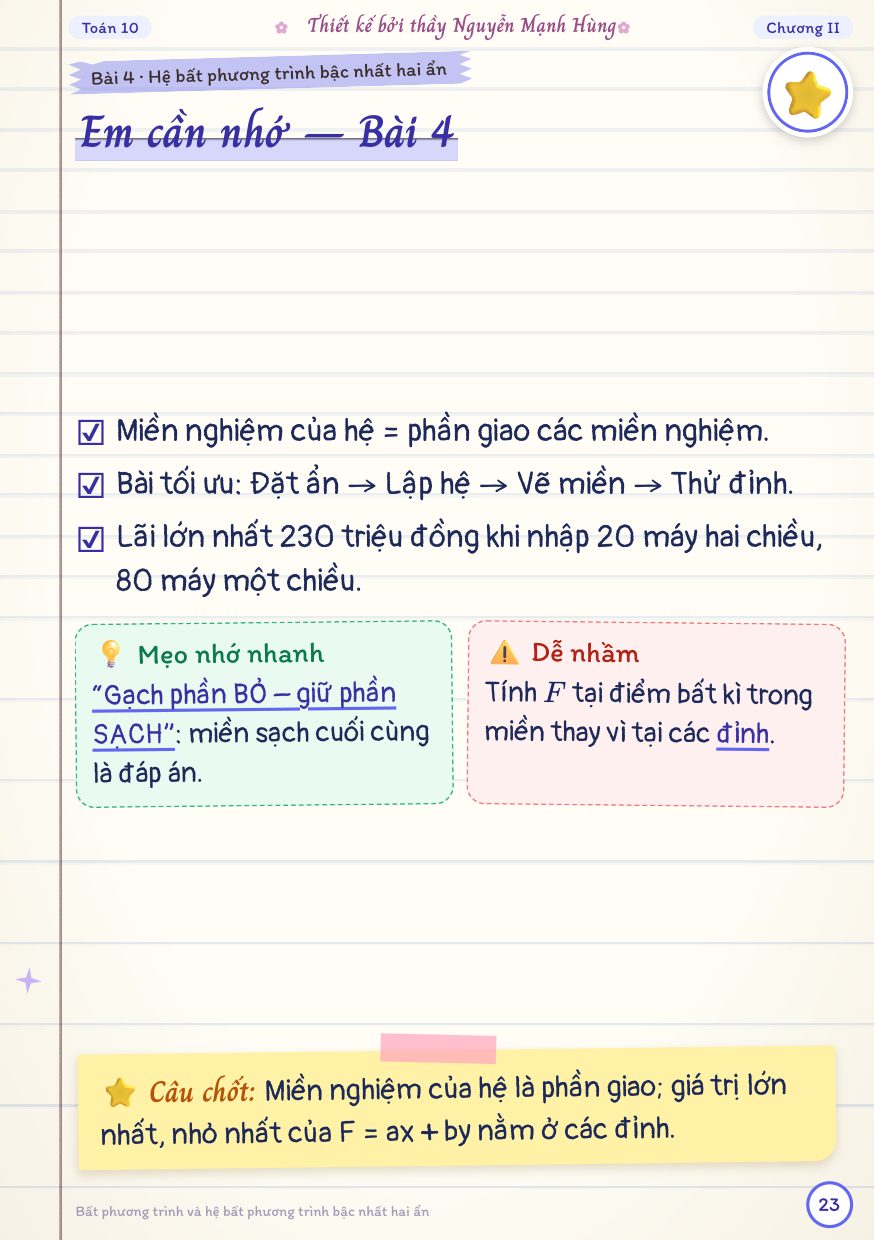 Toán 10
Thiết kế bởi thầy Nguyễn Mạnh Hùng
Chương II
Bài 4 · Hệ bất phương trình bậc nhất hai ẩn
Em cần nhớ — Bài 4
☑ Miền nghiệm của hệ = phần giao các miền nghiệm.
☑ Bài tối ưu: Đặt ẩn → Lập hệ → Vẽ miền → Thử đỉnh.
☑ Lãi lớn nhất 230 triệu đồng khi nhập 20 máy hai chiều,
80 máy một chiều.
Mẹo nhớ nhanh
“Gạch phần BỎ – giữ phần
SẠCH”: miền sạch cuối cùng
là đáp án.
Dễ nhầm
Tính F tại điểm bất kì trong
miền thay vì tại các đỉnh.
Câu chốt: Miền nghiệm của hệ là phần giao; giá trị lớn
nhất, nhỏ nhất của F = ax + by nằm ở các đỉnh.
Bất phương trình và hệ bất phương trình bậc nhất hai ẩn
23